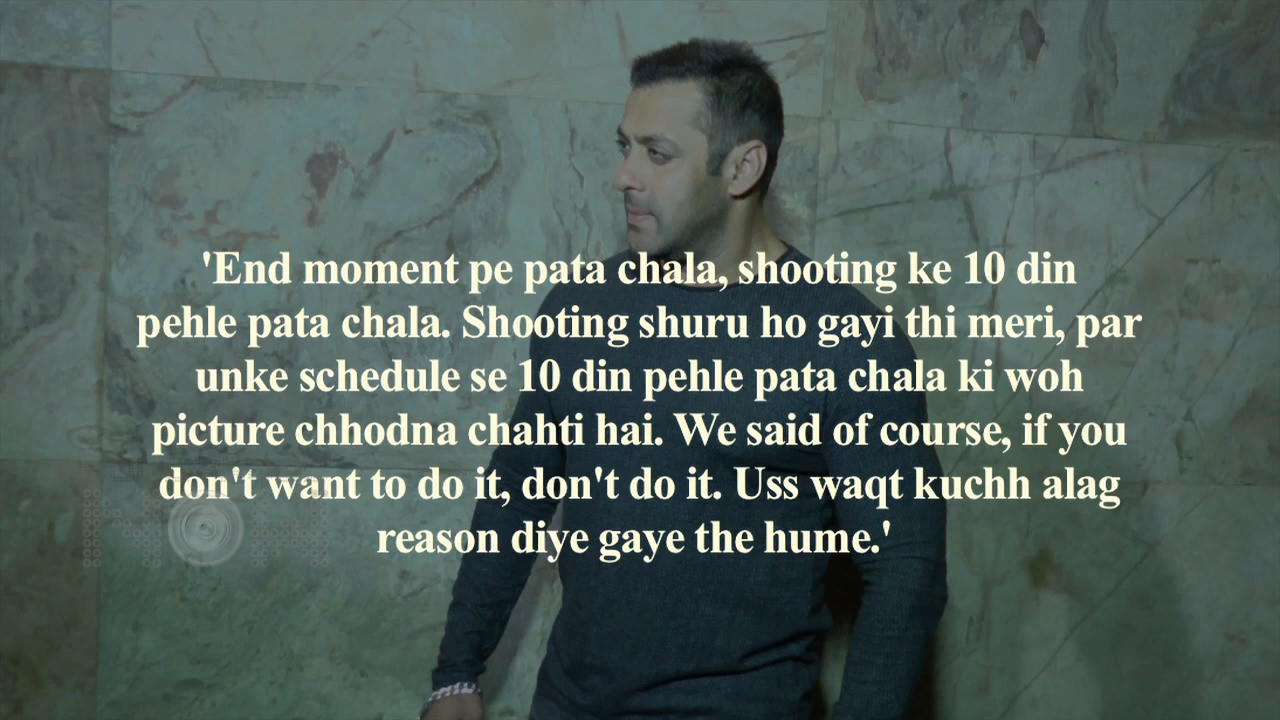 'End moment pe pata chala, shooting ke 10 din
pehle pata chala. Shooting shuru ho gayi thi meri, par
unke schedule se 10 din pehle pata chala ki woh
picture chhodna chahti hai. We said of course, if you
don't want to do it, don't do it. Uss waqt kuchh alag
reason diye gaye the hume.'